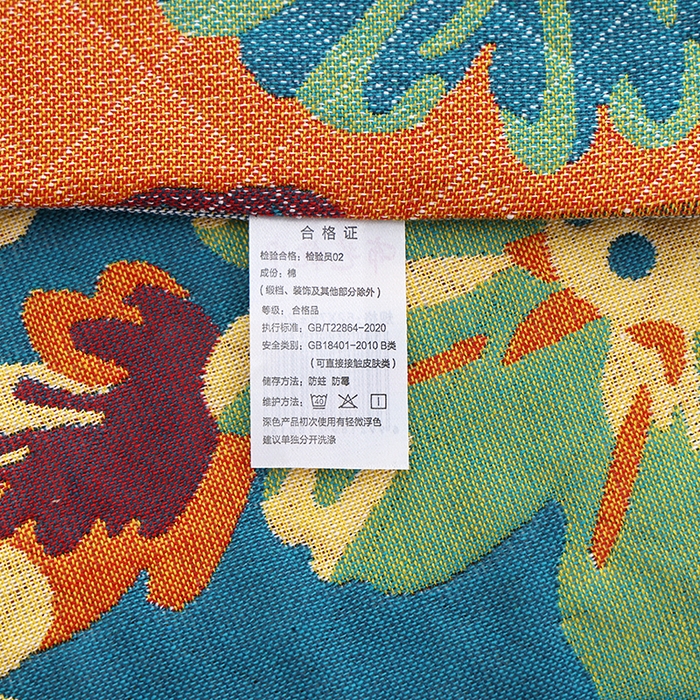 合格证
检验合格：检验员02
成份：棉
（缎档、装饰及其他部分除外）
等级：合格品
执行标准：GB/T22864-2020
安全类别：GB18401-2010 B类
（可直接接触皮肤类）
储存方法：防蛀 防霉
维护方法：40
深色产品初次使用有轻微浮色
建议单独分开洗涤